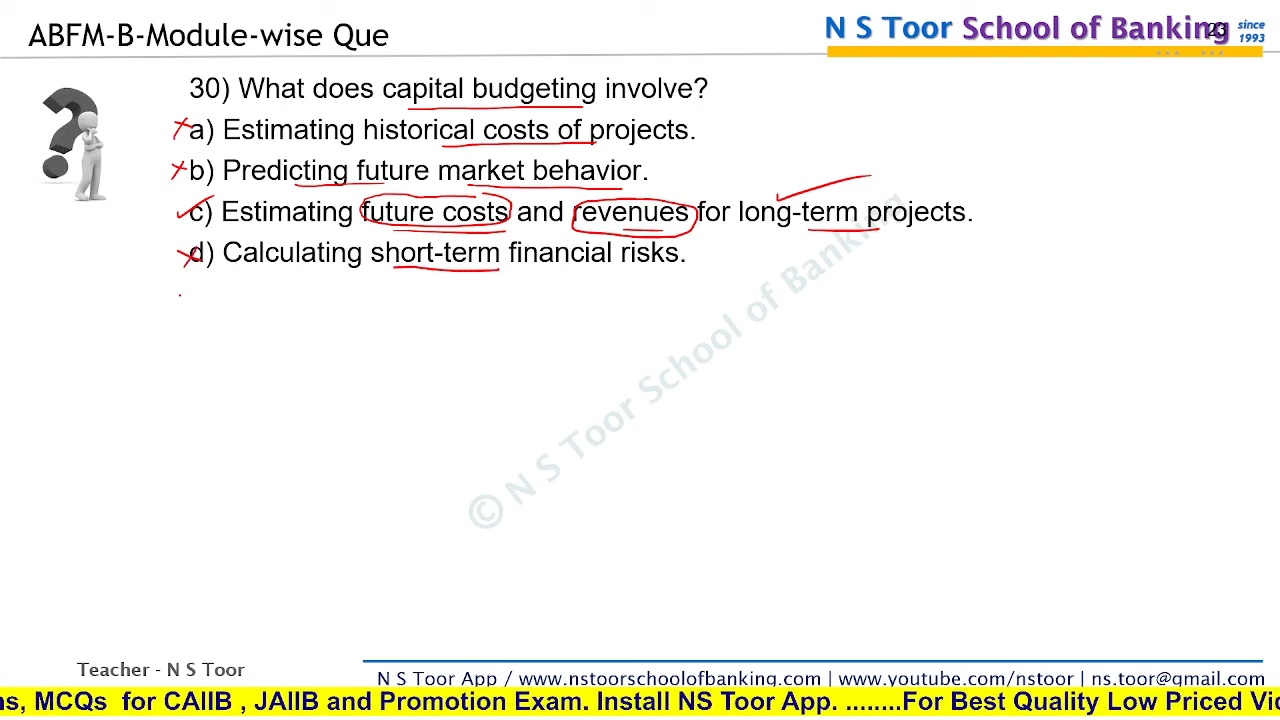 ABFM-B-Module-wise Que
N S Toor School of Banking
23
since
1993
30) What does capital budgeting involve?
a) Estimating historical costs of projects.
b) Predicting future market behavior.
c) Estimating future costs and revenues for long-term projects.
d) Calculating short-term financial risks.
© N S Toor School of Banking
Teacher - N S Toor
N S Toor App / www.nstoorschoolofbanking.com | www.youtube.com/nstoor | ns.toor@gmail.com
MCQs for CAIIB , JAIIB and Promotion Exam. Install NS Toor App. ........For Best Quality Low Priced